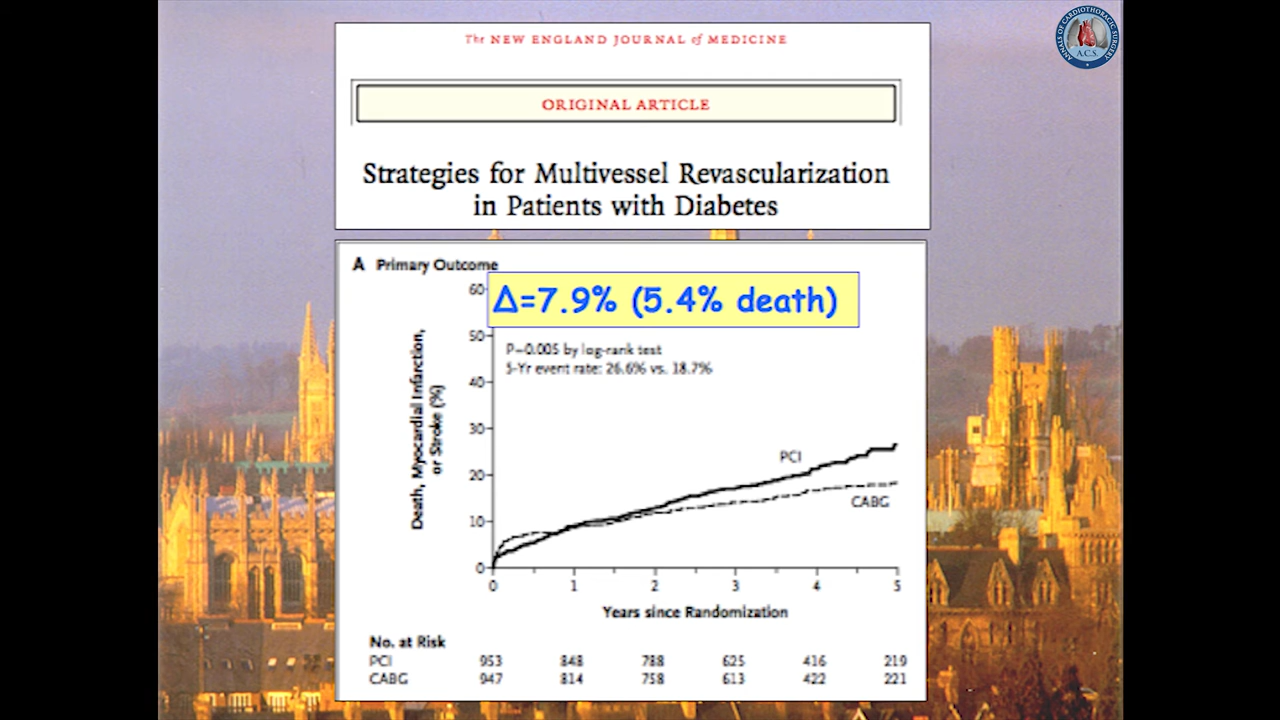 The NEW ENGLAND JOURNAL of MEDICINE
ANNALS OF CARDIOTHORACIC SURGERY
A.C.S.
ORIGINAL ARTICLE
Strategies for Multivessel Revascularization
in Patients with Diabetes
A Primary Outcome
Δ=7.9% (5.4% death)
P=0.005 by log-rank test
5-Yr event rate: 26.6% vs. 18.7%
Death, Myocardial Infarction,
or Stroke (%)
60
50
40
30
20
10
0
PCI
CABG
0 1 2 3 4 5
Years since Randomization
No. at Risk
PCI 953 848 788 625 416 219
CABG 947 814 758 613 422 221